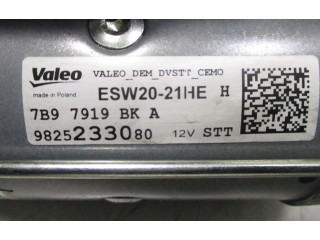 Valeo VALEO_DEM_DVSTT_CEMO
made in Poland ESW20-21HE H
7B9 7919 BK A
9825233080 12V STT